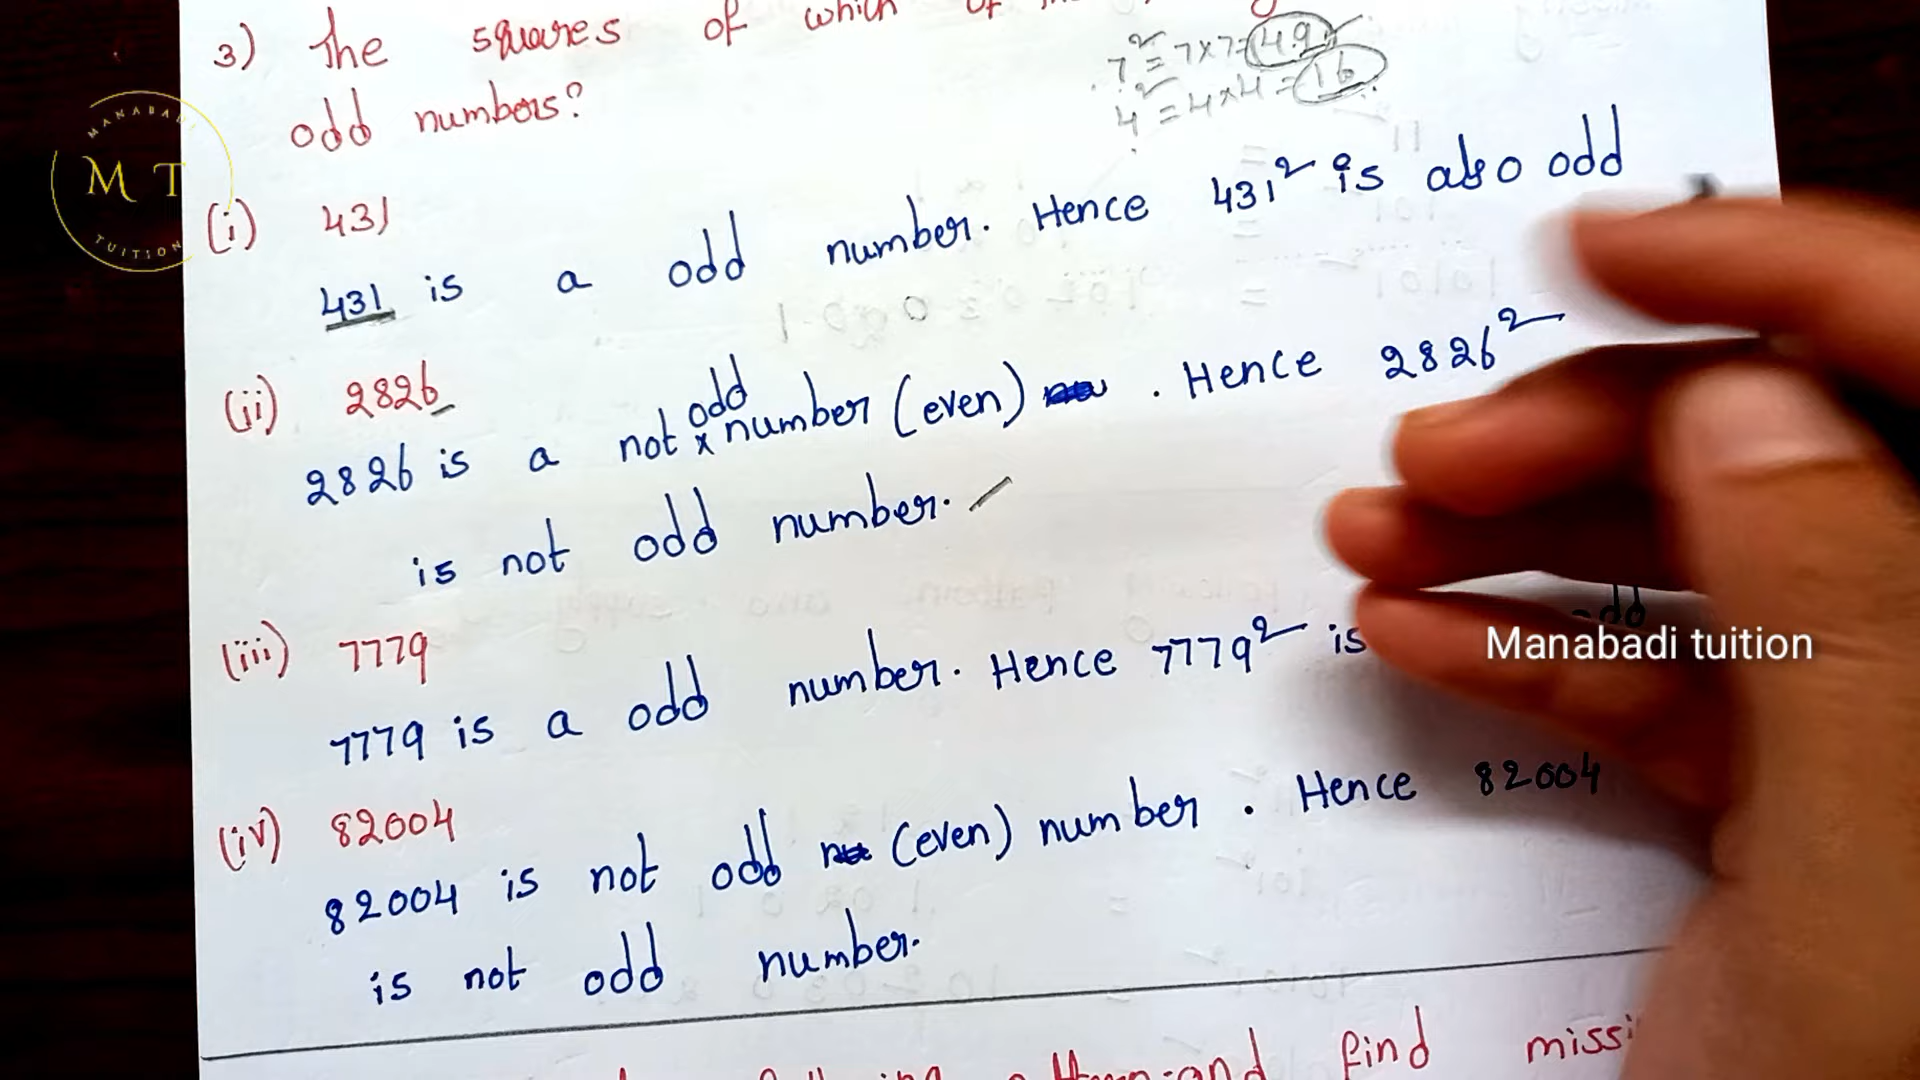 3) The squares of which of
odd numbers?
7² = 7×7=49
4² = 4×4=16
MANABADI
M T
TUITION
(i) 431
431 is a odd number. Hence 431² is also odd
(ii) 2826
2826 is a not odd number (even) . Hence 2826²
is not odd number.
(iii) 7779
7779 is a odd number. Hence 7779² is odd
Manabadi tuition
(iv) 82004
82004 is not odd (even) number. Hence 82004
is not odd number.
and find